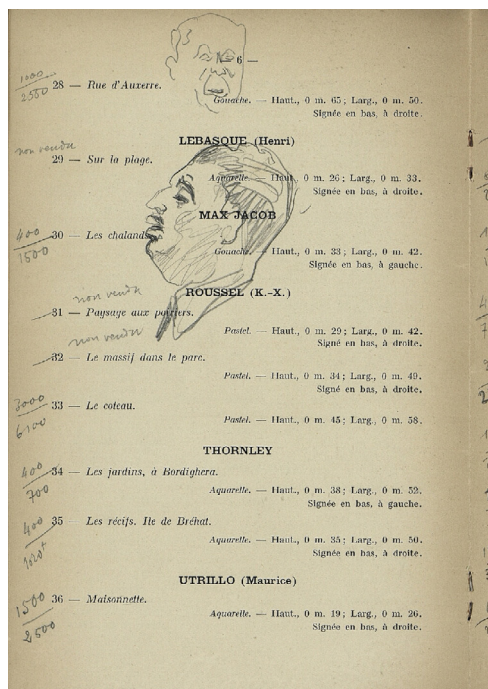 6 —
1000
2550
28 — Rue d'Auxerre.
Gouache. — Haut., 0 m. 65; Larg., 0 m. 50.
Signée en bas, à droite.
LEBASQUE (Henri)
non vendu
29 — Sur la plage.
Aquarelle. — Haut., 0 m. 26; Larg., 0 m. 33.
Signée en bas, à droite.
MAX JACOB
400
1500
30 — Les chalands
Gouache. — Haut., 0 m. 33; Larg., 0 m. 42.
Signée en bas, à gauche.
ROUSSEL (K.-X.)
non vendu
31 — Paysage aux poiriers.
Pastel. — Haut., 0 m. 29; Larg., 0 m. 42.
Signé en bas, à droite.
non vendu
32 — Le massif dans le parc.
Pastel. — Haut., 0 m. 34; Larg., 0 m. 49.
Signé en bas, à droite.
3000
6100
33 — Le coteau.
Pastel. — Haut., 0 m. 45; Larg., 0 m. 58.
THORNLEY
400
700
34 — Les jardins, à Bordighera.
Aquarelle. — Haut., 0 m. 38; Larg., 0 m. 52.
Signée en bas, à gauche.
400
35 — Les récifs. Ile de Bréhat.
Aquarelle. — Haut., 0 m. 35; Larg., 0 m. 50.
Signée en bas, à droite.
UTRILLO (Maurice)
1500
2500
36 — Maisonnette.
Aquarelle. — Haut., 0 m. 19; Larg., 0 m. 26.
Signée en bas, à droite.